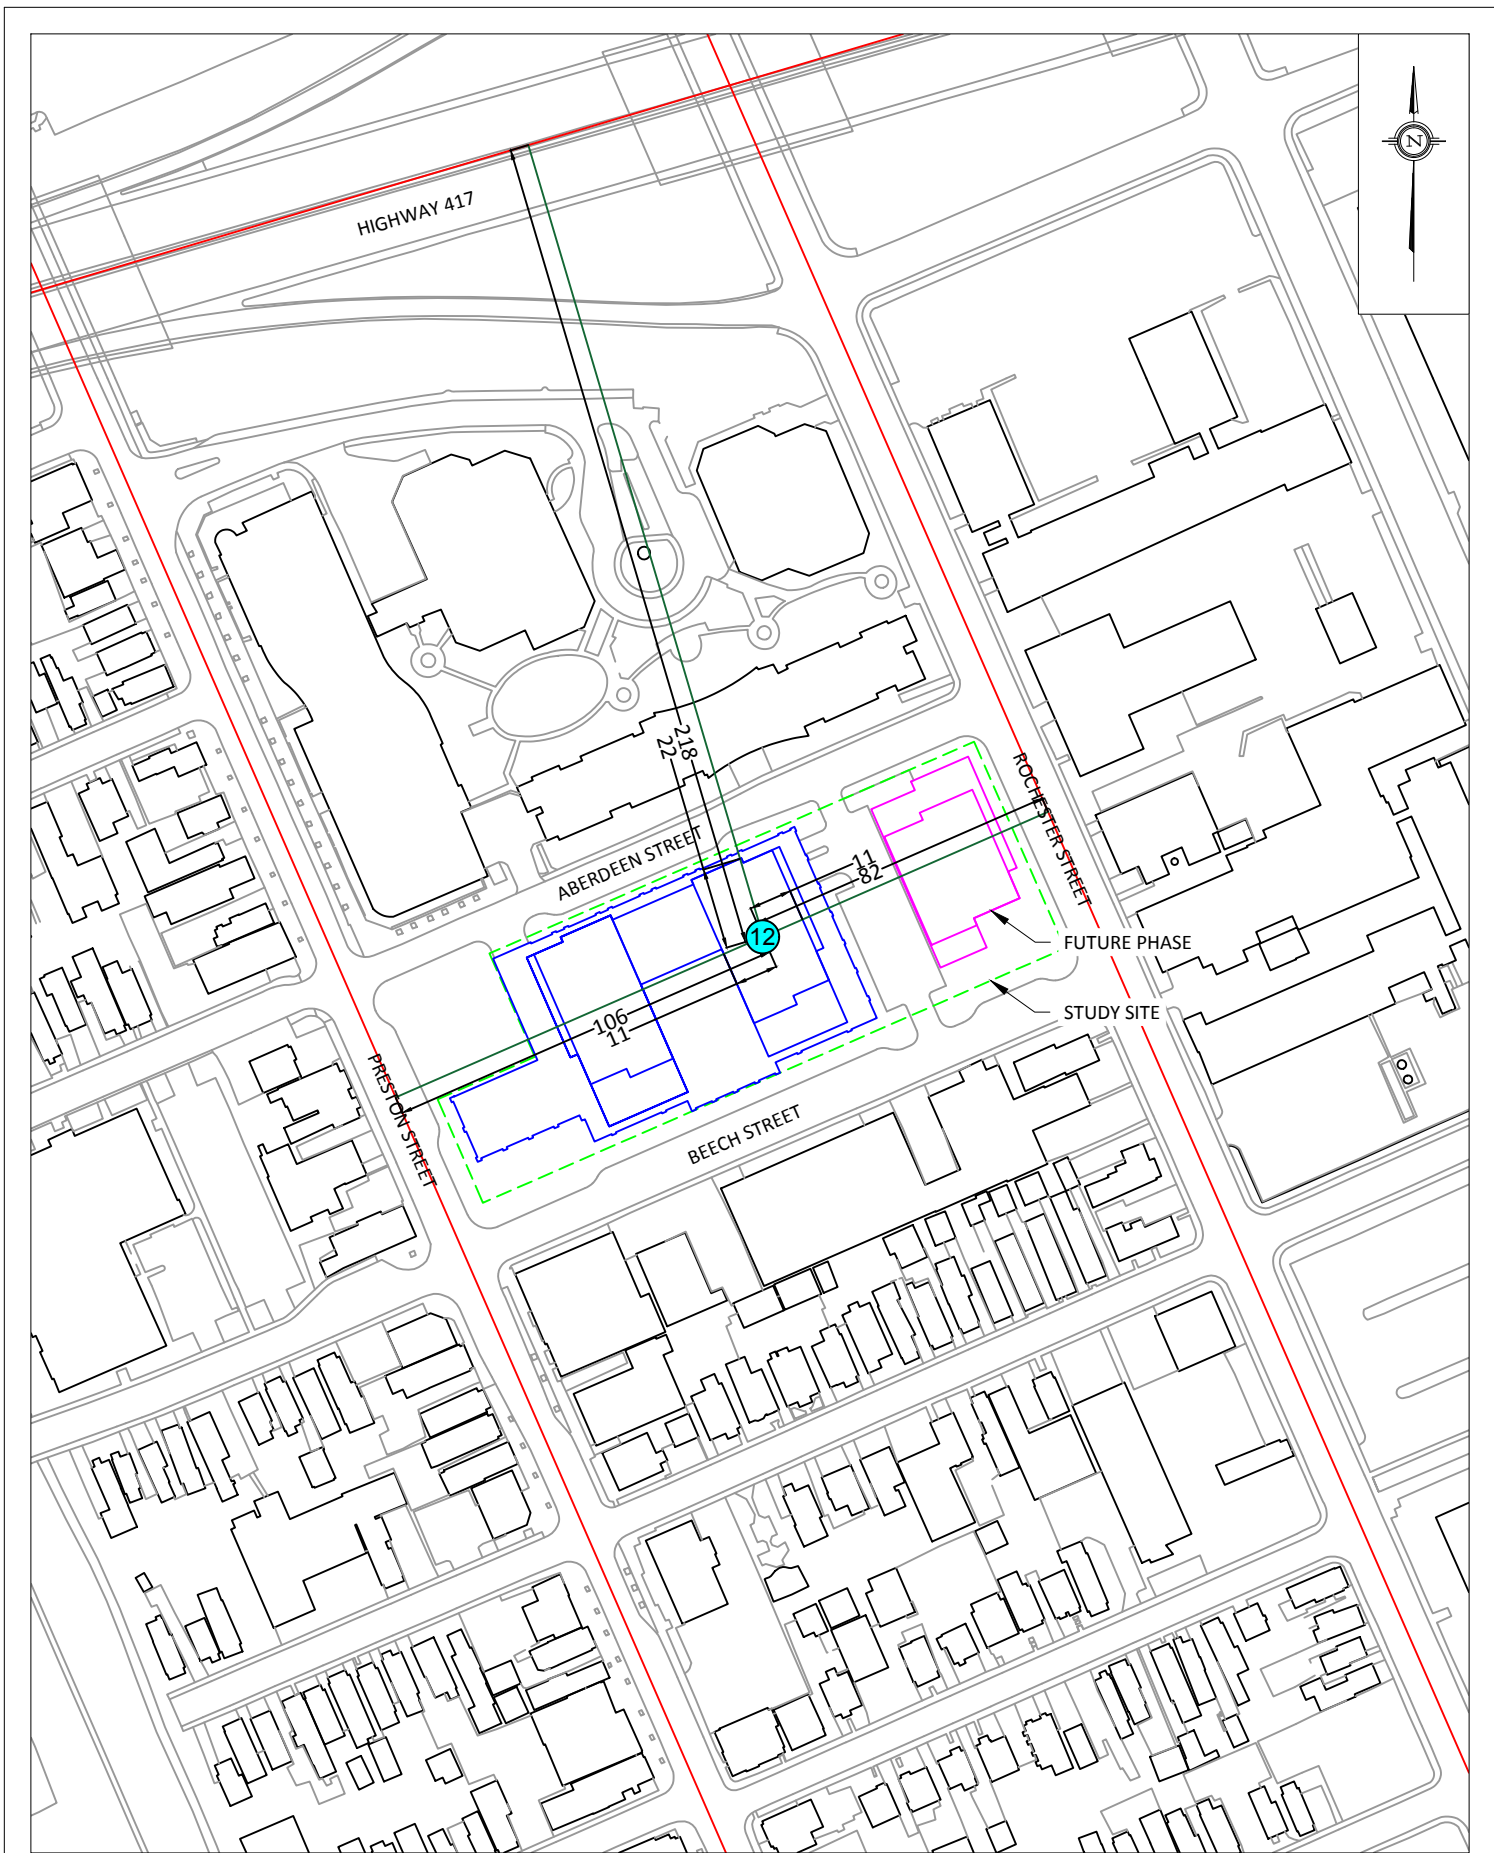 N
HIGHWAY 417
218
22
ROCHESTER STREET
ABERDEEN STREET
11
82
12
FUTURE PHASE
106
11
STUDY SITE
PRESTON STREET
BEECH STREET